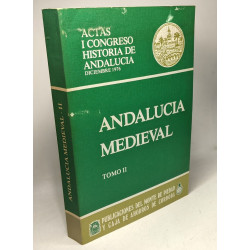 ACTAS
I CONGRESO
HISTORIA DE
ANDALUCIA
DICIEMBRE 1976
ANDALUCIA
MEDIEVAL
TOMO II
PUBLICACIONES DEL MONTE DE PIEDAD
Y CAJA DE AHORROS DE CORDOBA
ANDALUCIA MEDIEVAL - II